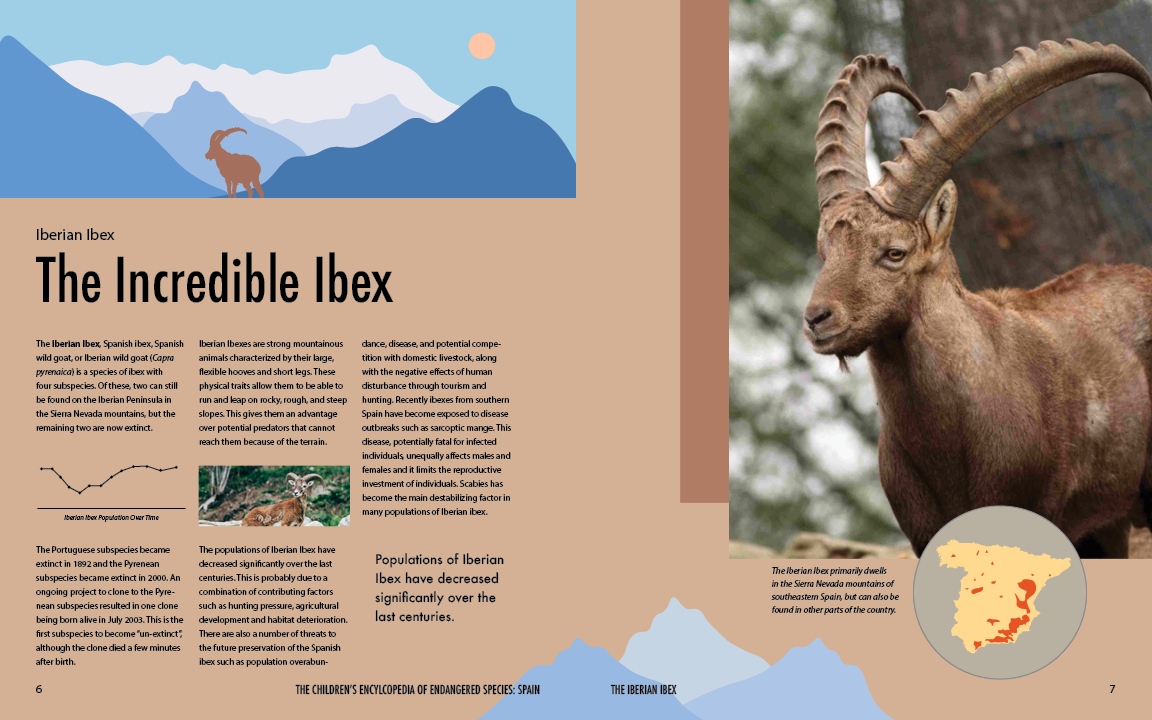 Iberian Ibex
The Incredible Ibex
The Iberian Ibex, Spanish ibex, Spanish
wild goat, or Iberian wild goat (Capra
pyrenaica) is a species of ibex with
four subspecies. Of these, two can still
be found on the Iberian Peninsula in
the Sierra Nevada mountains, but the
remaining two are now extinct.
Iberian Ibex Population Over Time
The Portuguese subspecies became
extinct in 1892 and the Pyrenean
subspecies became extinct in 2000. An
ongoing project to clone to the Pyre-
nean subspecies resulted in one clone
being born alive in July 2003. This is the
first subspecies to become "un-extinct",
although the clone died a few minutes
after birth.
Iberian Ibexes are strong mountainous
animals characterized by their large,
flexible hooves and short legs. These
physical traits allow them to be able to
run and leap on rocky, rough, and steep
slopes. This gives them an advantage
over potential predators that cannot
reach them because of the terrain.
The populations of Iberian Ibex have
decreased significantly over the last
centuries. This is probably due to a
combination of contributing factors
such as hunting pressure, agricultural
development and habitat deterioration.
There are also a number of threats to
the future preservation of the Spanish
ibex such as population overabun-
dance, disease, and potential compe-
tition with domestic livestock, along
with the negative effects of human
disturbance through tourism and
hunting. Recently ibexes from southern
Spain have become exposed to disease
outbreaks such as sarcoptic mange. This
disease, potentially fatal for infected
individuals, unequally affects males and
females and it limits the reproductive
investment of individuals. Scabies has
become the main destabilizing factor in
many populations of Iberian ibex.
Populations of Iberian
Ibex have decreased
significantly over the
last centuries.
The Iberian Ibex primarily dwells
in the Sierra Nevada mountains of
southeastern Spain, but can also be
found in other parts of the country.
6
THE CHILDREN'S ENCYLCOPEDIA OF ENDANGERED SPECIES: SPAIN
THE IBERIAN IBEX
7